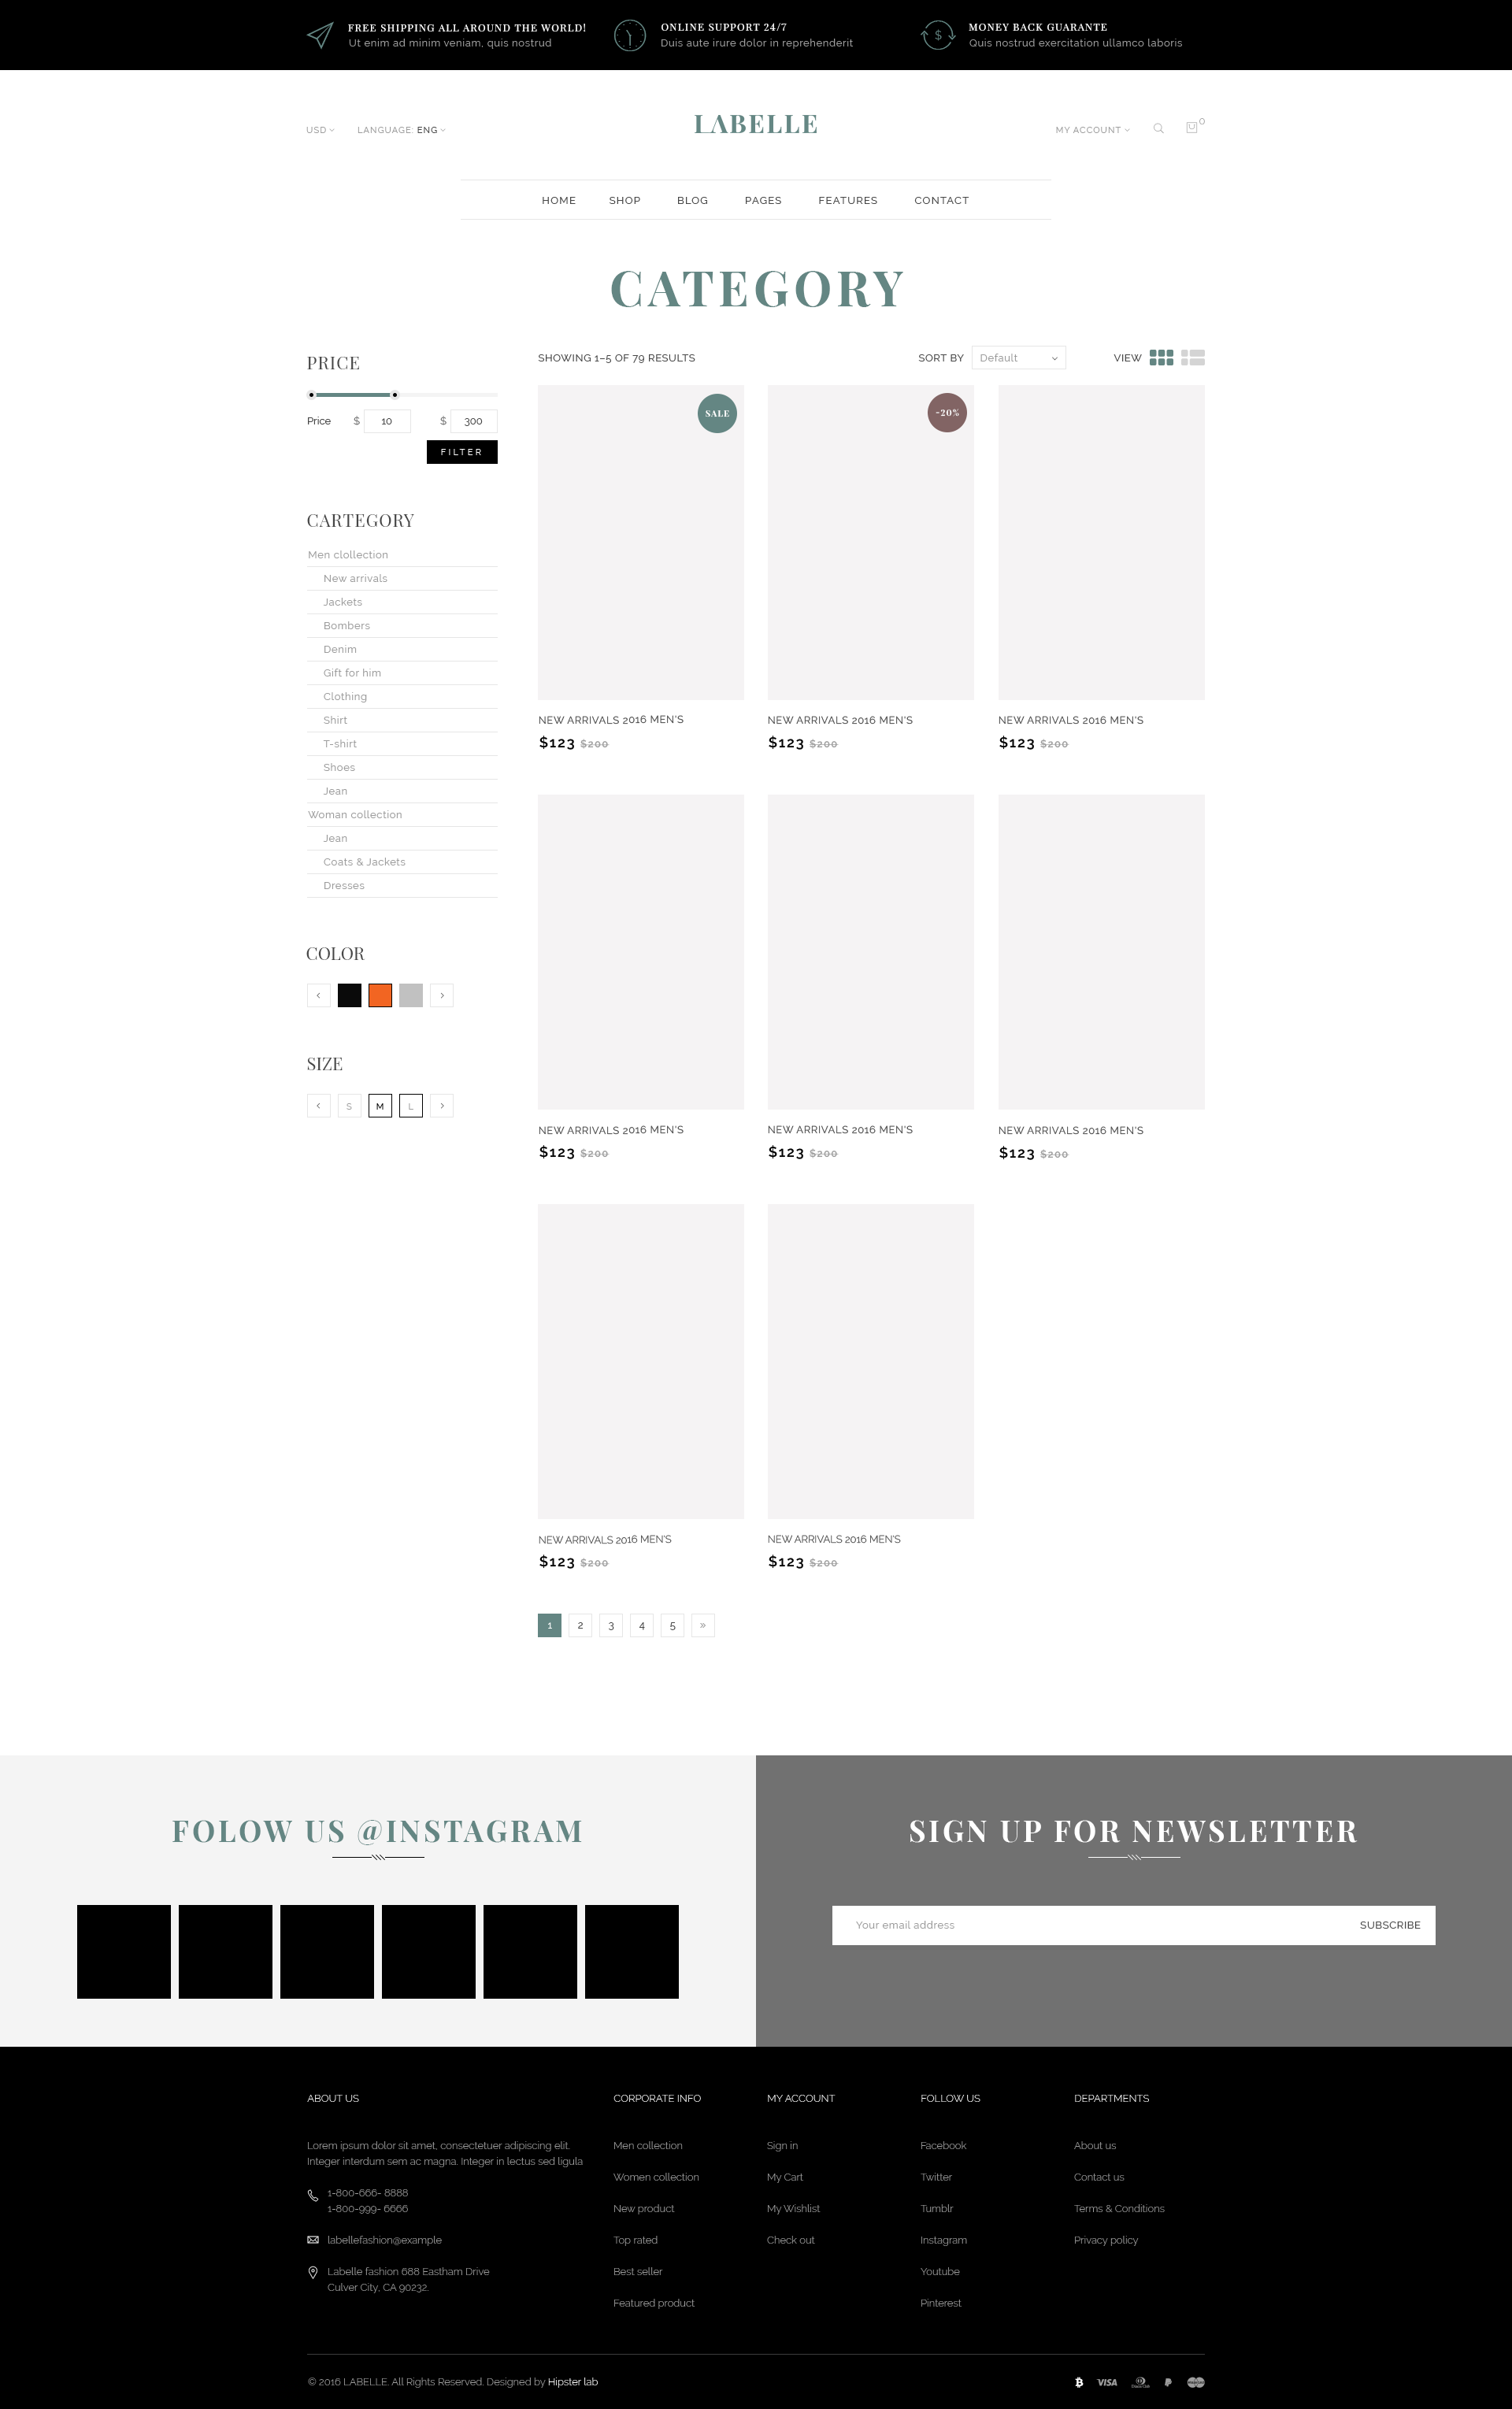 FREE SHIPPING ALL AROUND THE WORLD!
Ut enim ad minim veniam, quis nostrud
ONLINE SUPPORT 24/7
Duis aute irure dolor in reprehenderit
MONEY BACK GUARANTE
Quis nostrud exercitation ullamco laboris
USD
LANGUAGE: ENG
LABELLE
MY ACCOUNT
0
HOME SHOP BLOG PAGES FEATURES CONTACT
CATEGORY
PRICE
Price $ 10 $ 300
FILTER
CARTEGORY
Men clollection
New arrivals
Jackets
Bombers
Denim
Gift for him
Clothing
Shirt
T-shirt
Shoes
Jean
Woman collection
Jean
Coats & Jackets
Dresses
COLOR
SIZE
S M L
SHOWING 1–5 OF 79 RESULTS
SORT BY Default
VIEW
SALE
-20%
NEW ARRIVALS 2016 MEN'S
$123 $200
NEW ARRIVALS 2016 MEN'S
$123 $200
NEW ARRIVALS 2016 MEN'S
$123 $200
NEW ARRIVALS 2016 MEN'S
$123 $200
NEW ARRIVALS 2016 MEN'S
$123 $200
NEW ARRIVALS 2016 MEN'S
$123 $200
NEW ARRIVALS 2016 MEN'S
$123 $200
NEW ARRIVALS 2016 MEN'S
$123 $200
1 2 3 4 5 »
FOLOW US @INSTAGRAM
SIGN UP FOR NEWSLETTER
Your email address
SUBSCRIBE
ABOUT US
Lorem ipsum dolor sit amet, consectetuer adipiscing elit.
Integer interdum sem ac magna. Integer in lectus sed ligula
1-800-666- 8888
1-800-999- 6666
labellefashion@example
Labelle fashion 688 Eastham Drive
Culver City, CA 90232.
CORPORATE INFO
Men collection
Women collection
New product
Top rated
Best seller
Featured product
MY ACCOUNT
Sign in
My Cart
My Wishlist
Check out
FOLLOW US
Facebook
Twitter
Tumblr
Instagram
Youtube
Pinterest
DEPARTMENTS
About us
Contact us
Terms & Conditions
Privacy policy
© 2016 LABELLE. All Rights Reserved. Designed by Hipster lab
VISA